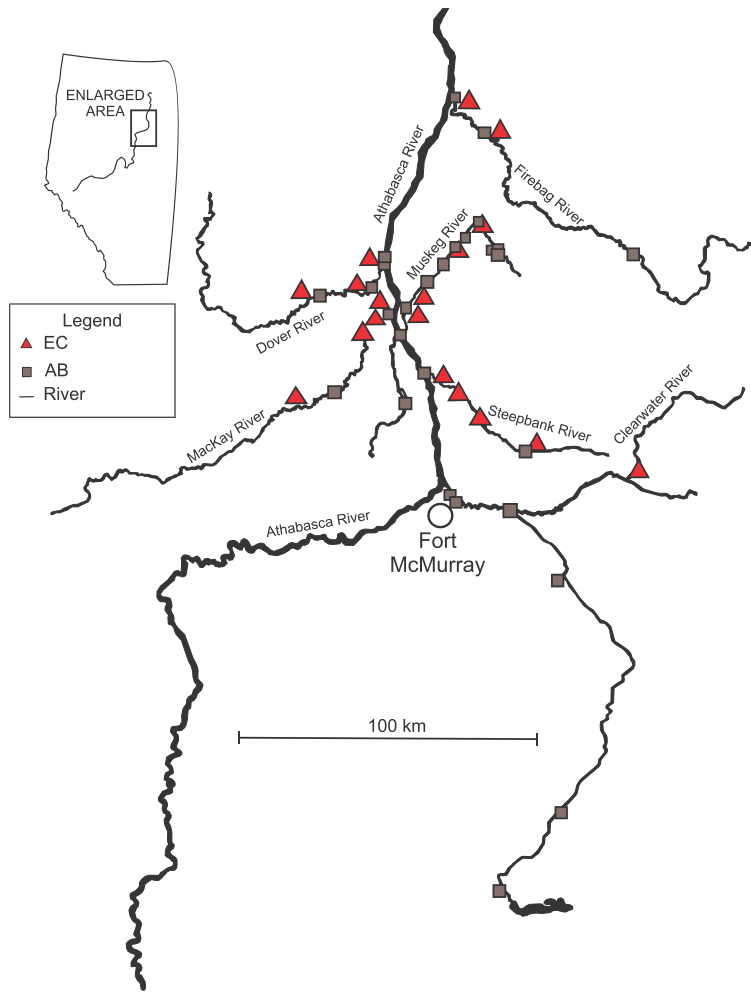 ENLARGED
AREA
Athabasca River
Firebag River
Muskeg River
Legend
EC
AB
River
Dover River
MacKay River
Steepbank River
Clearwater River
Athabasca River
Fort
McMurray
100 km